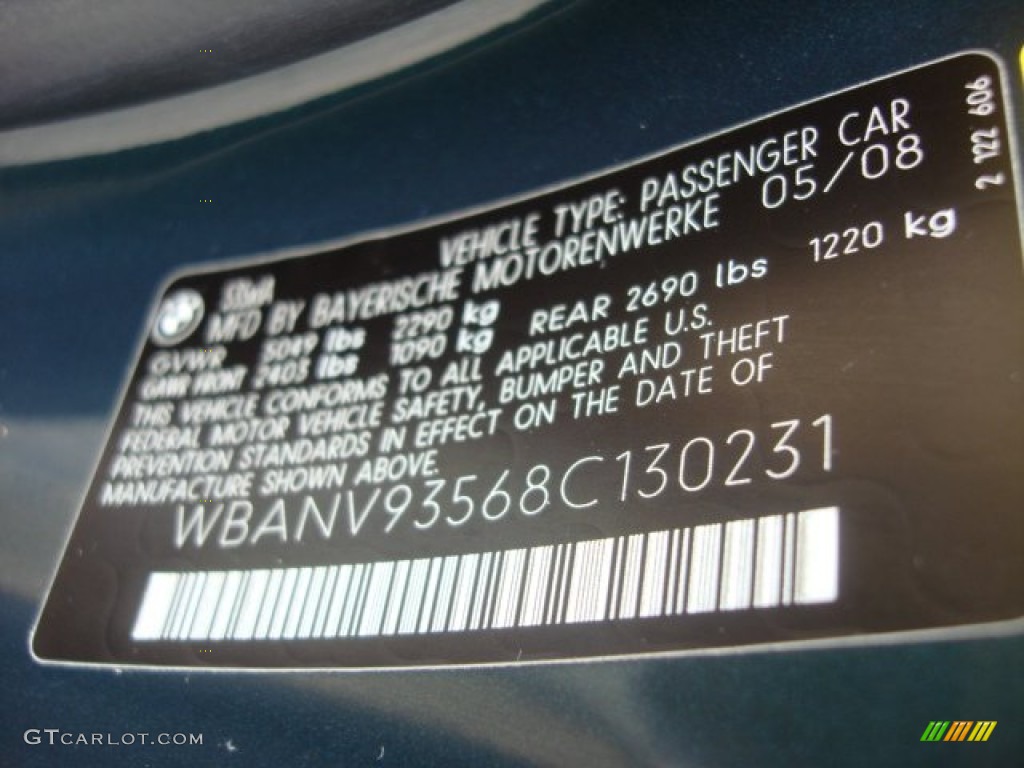 VEHICLE TYPE: PASSENGER CAR
MFD BY BAYERISCHE MOTORENWERKE 05/08
GVWR 5049 lbs 2290 kg
GAWR FRONT 2403 lbs 1090 kg REAR 2690 lbs 1220 kg
THIS VEHICLE CONFORMS TO ALL APPLICABLE U.S.
FEDERAL MOTOR VEHICLE SAFETY, BUMPER AND THEFT
PREVENTION STANDARDS IN EFFECT ON THE DATE OF
MANUFACTURE SHOWN ABOVE.
WBANV93568C130231
2 122 606
GTCARLOT.COM